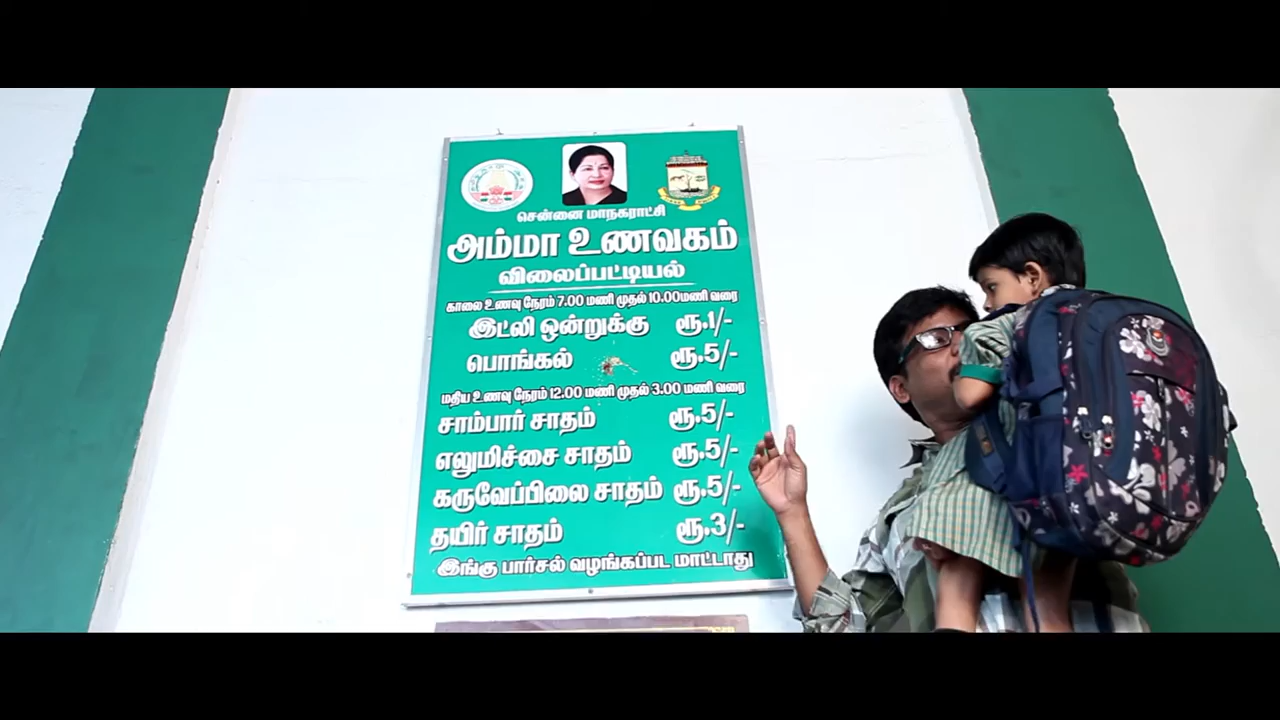 சென்னை மாநகராட்சி
அம்மா உணவகம்
விலைப்பட்டியல்
காலை உணவு நேரம் 7.00 மணி முதல் 10.00மணி வரை
இட்லி ஒன்றுக்கு ரூ.1/-
பொங்கல் ரூ.5/-
மதிய உணவு நேரம் 12.00 மணி முதல் 3.00 மணி வரை
சாம்பார் சாதம் ரூ.5/-
எலுமிச்சை சாதம் ரூ.5/-
கருவேப்பிலை சாதம் ரூ.5/-
தயிர் சாதம் ரூ.3/-
இங்கு பார்சல் வழங்கப்பட மாட்டாது